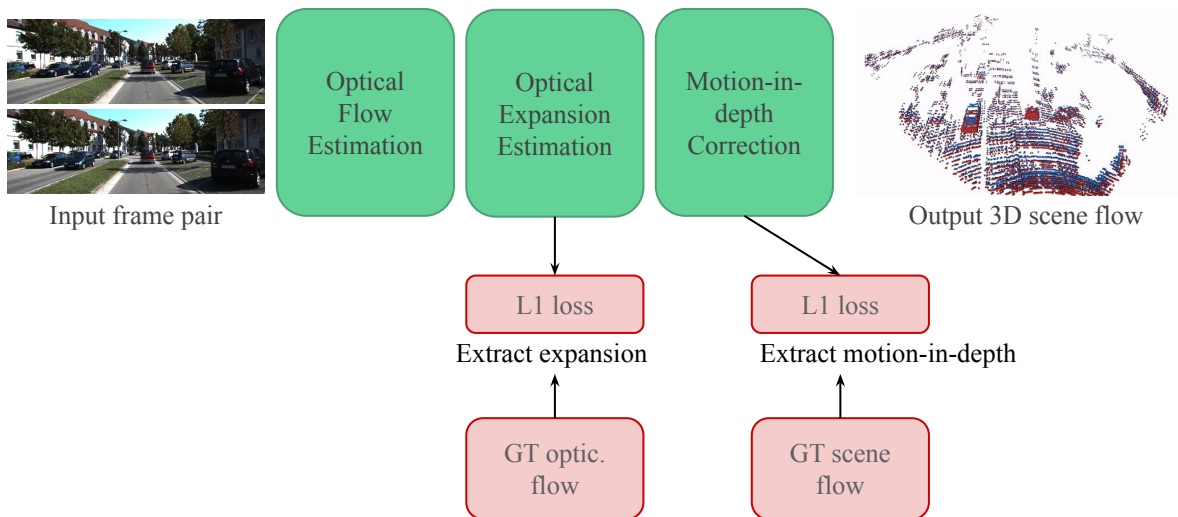 Optical
Flow
Estimation
Optical
Expansion
Estimation
Motion-in-
depth
Correction
Input frame pair
Output 3D scene flow
L1 loss
L1 loss
Extract expansion
Extract motion-in-depth
GT optic.
flow
GT scene
flow